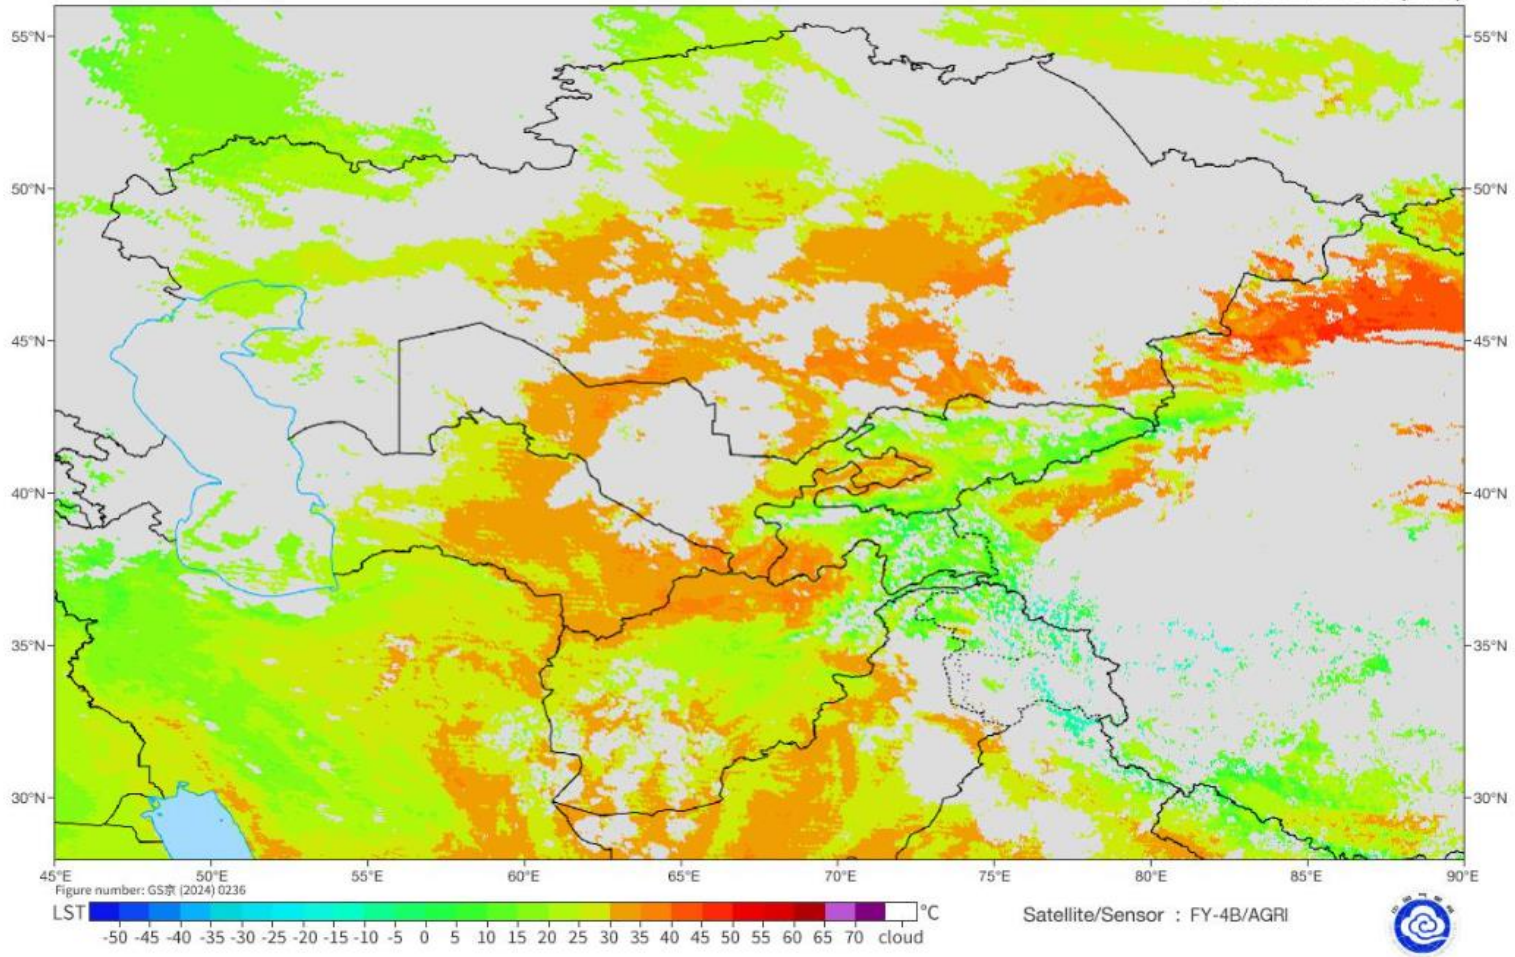 55°N 55°N
50°N 50°N
45°N 45°N
40°N 40°N
35°N 35°N
30°N 30°N
45°E 50°E 55°E 60°E 65°E 70°E 75°E 80°E 85°E 90°E
Figure number: GS京 (2024) 0236
LST °C
-50 -45 -40 -35 -30 -25 -20 -15 -10 -5 0 5 10 15 20 25 30 35 40 45 50 55 60 65 70 cloud
Satellite/Sensor : FY-4B/AGRI